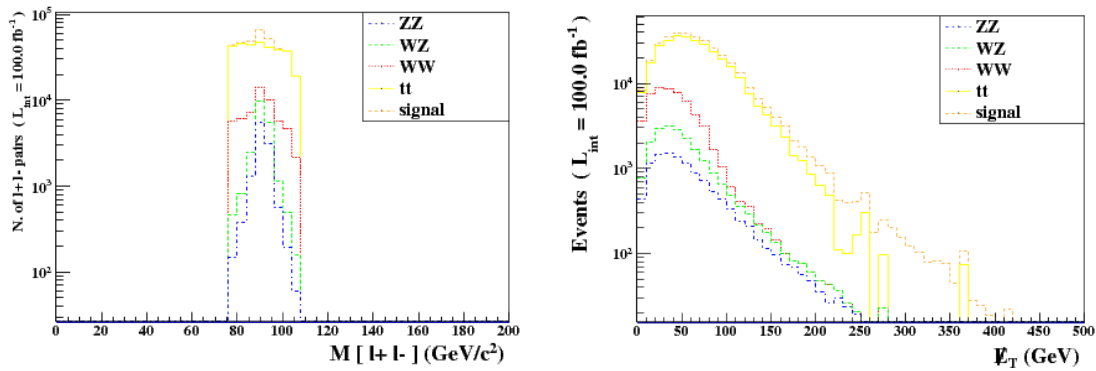 N. of l+l- pairs ( L_int = 100.0 fb⁻¹ )
10⁵
10⁴
10³
10²
ZZ
WZ
WW
tt
signal
0 20 40 60 80 100 120 140 160 180 200
M [ l+ l- ] (GeV/c²)
Events ( L_int = 100.0 fb⁻¹ )
10⁴
10³
10²
ZZ
WZ
WW
tt
signal
0 50 100 150 200 250 300 350 400 450 500
E̸_T (GeV)